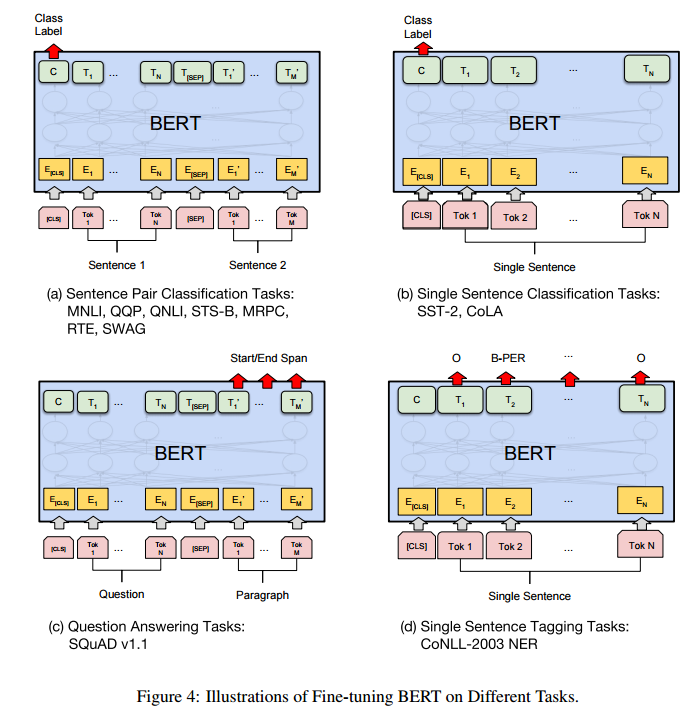 Class
Label
C T1 ... TN T[SEP] T1' ... TM'
BERT
E[CLS] E1 ... EN E[SEP] E1' ... EM'
[CLS] Tok 1 ... Tok N [SEP] Tok 1 ... Tok M
Sentence 1 Sentence 2
(a) Sentence Pair Classification Tasks:
MNLI, QQP, QNLI, STS-B, MRPC,
RTE, SWAG
Class
Label
C T1 T2 ... TN
BERT
E[CLS] E1 E2 ... EN
[CLS] Tok 1 Tok 2 ... Tok N
Single Sentence
(b) Single Sentence Classification Tasks:
SST-2, CoLA
Start/End Span
C T1 ... TN T[SEP] T1' ... TM'
BERT
E[CLS] E1 ... EN E[SEP] E1' ... EM'
[CLS] Tok 1 ... Tok N [SEP] Tok 1 ... Tok M
Question Paragraph
(c) Question Answering Tasks:
SQuAD v1.1
O B-PER ... O
C T1 T2 ... TN
BERT
E[CLS] E1 E2 ... EN
[CLS] Tok 1 Tok 2 ... Tok N
Single Sentence
(d) Single Sentence Tagging Tasks:
CoNLL-2003 NER
Figure 4: Illustrations of Fine-tuning BERT on Different Tasks.